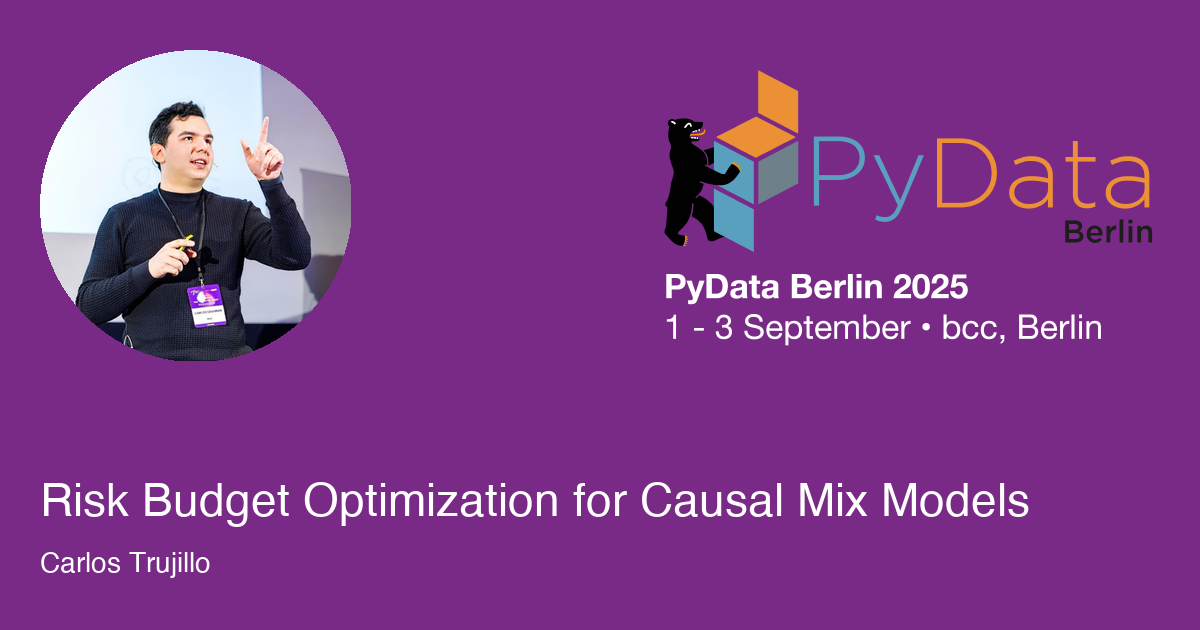 PyData
Berlin
PyData Berlin 2025
1 - 3 September • bcc, Berlin
Risk Budget Optimization for Causal Mix Models
Carlos Trujillo